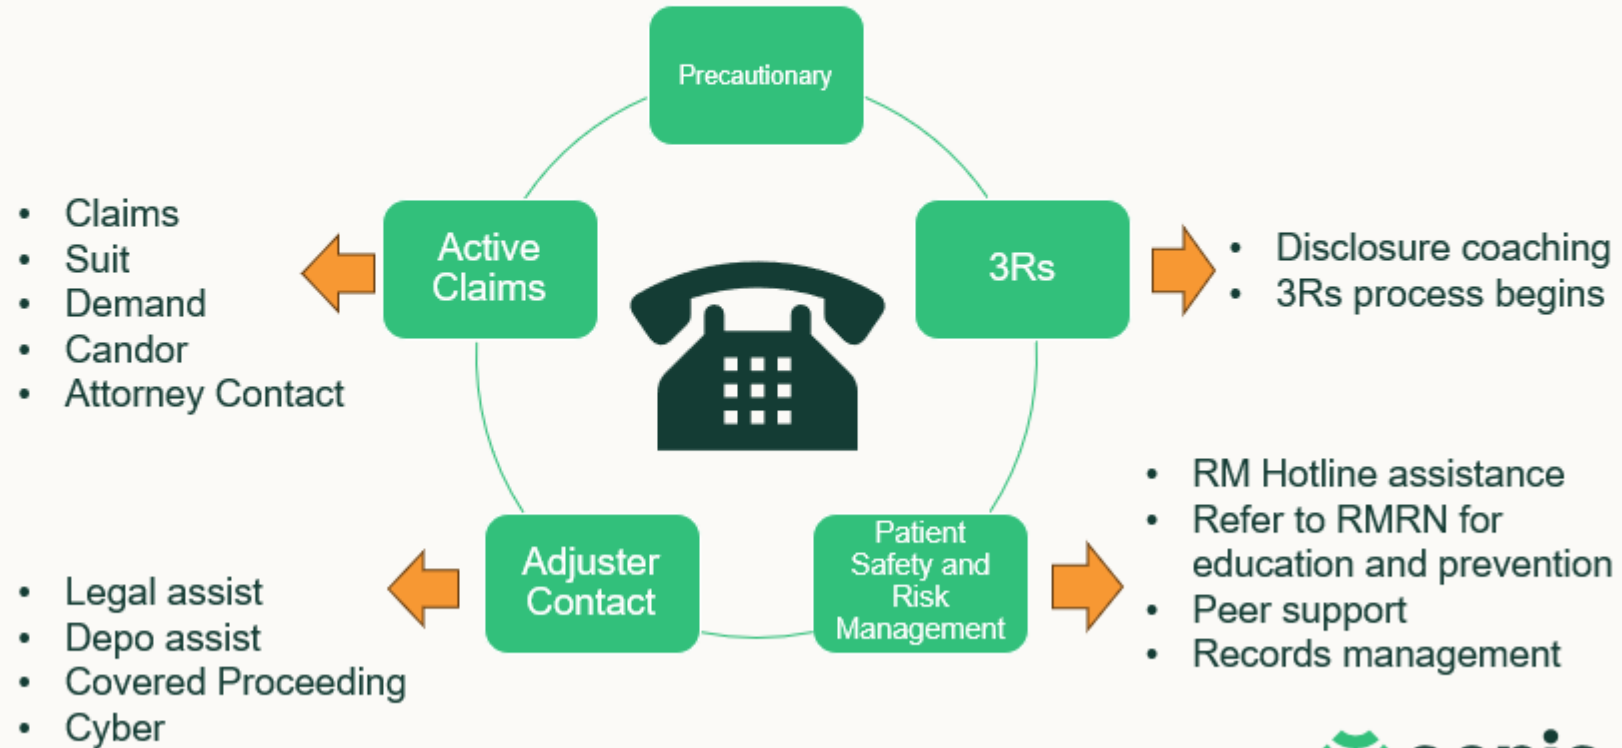 Precautionary
• Claims
• Suit
• Demand
• Candor
• Attorney Contact
Active
Claims
3Rs
• Disclosure coaching
• 3Rs process begins
• Legal assist
• Depo assist
• Covered Proceeding
• Cyber
Adjuster
Contact
Patient
Safety and
Risk
Management
• RM Hotline assistance
• Refer to RMRN for
education and prevention
• Peer support
• Records management